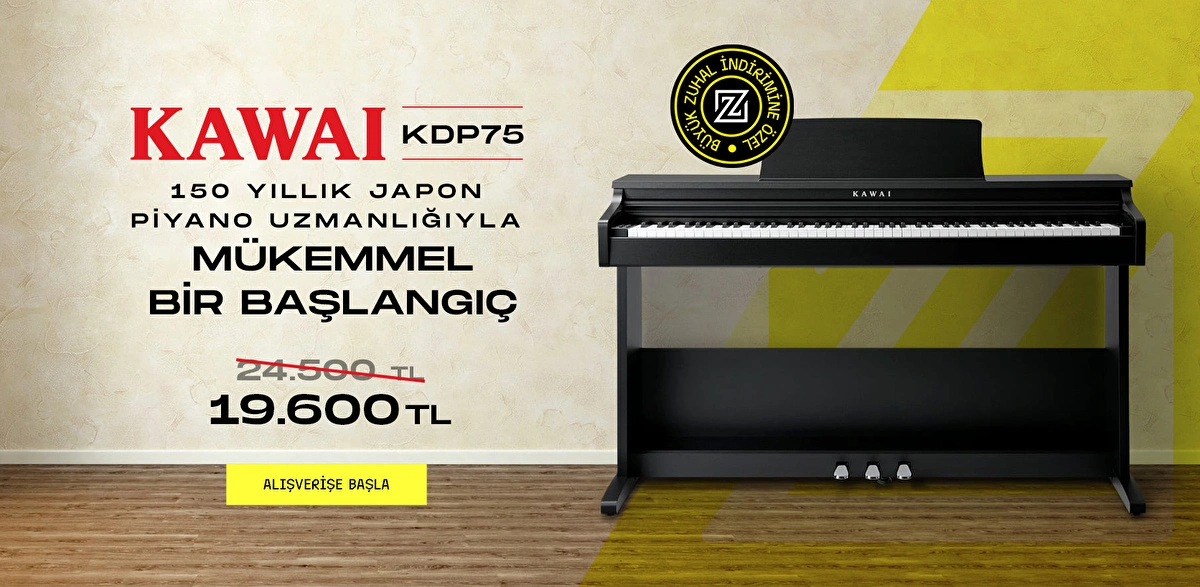 KAWAI KDP75
150 YILLIK JAPON
PİYANO UZMANLIĞIYLA
MÜKEMMEL
BİR BAŞLANGIÇ
24.500 TL
19.600 TL
ALIŞVERİŞE BAŞLA
BÜYÜK ZUHAL İNDİRİMİNE ÖZEL
Z
KAWAI